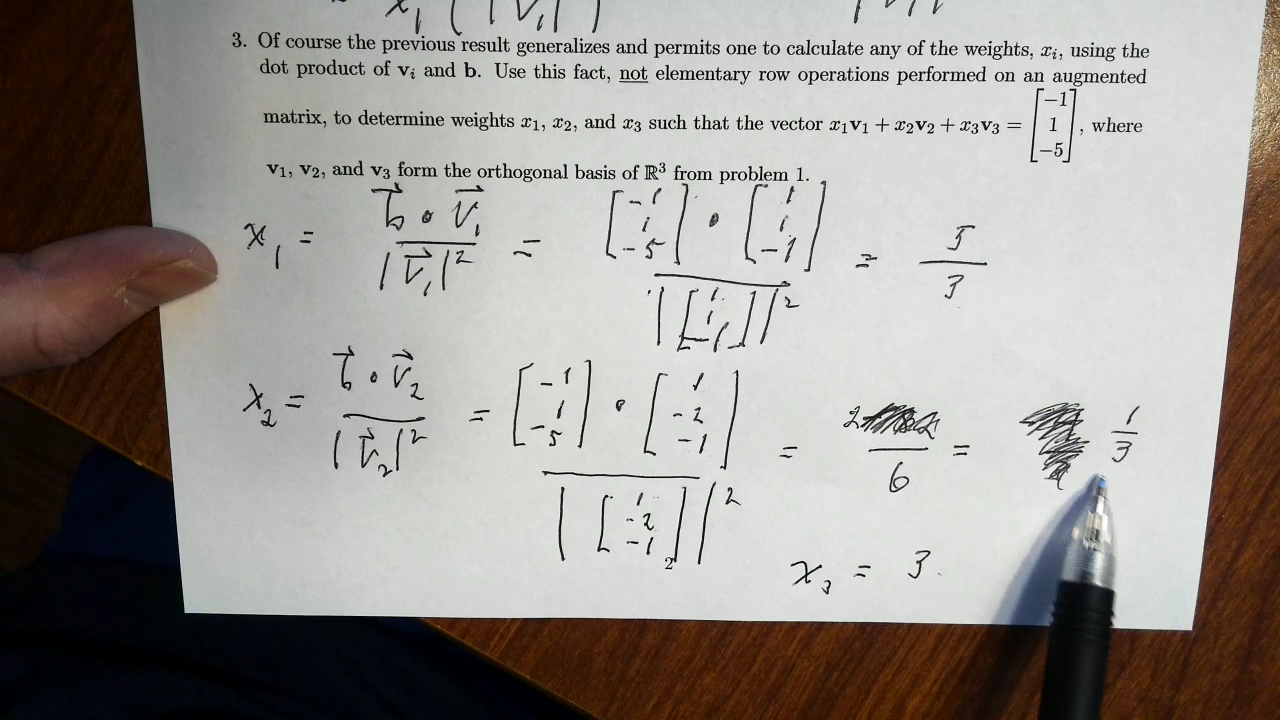 x₁ ( |v₁| )
3. Of course the previous result generalizes and permits one to calculate any of the weights, xᵢ, using the
dot product of vᵢ and b. Use this fact, not elementary row operations performed on an augmented
matrix, to determine weights x₁, x₂, and x₃ such that the vector x₁v₁ + x₂v₂ + x₃v₃ = [-1 1 -5], where
v₁, v₂, and v₃ form the orthogonal basis of ℝ³ from problem 1.
x₁ = b⃗ • v⃗₁ / |v⃗₁|² = [-1 1 -5] • [1 1 -1] / |[1 1 -1]|² = 5 / 3
x₂ = b⃗ • v⃗₂ / |v⃗₂|² = [-1 1 -5] • [1 -2 -1] / |[1 -2 -1]|² = 2 / 6 = 1/3
x₃ = 3.
2